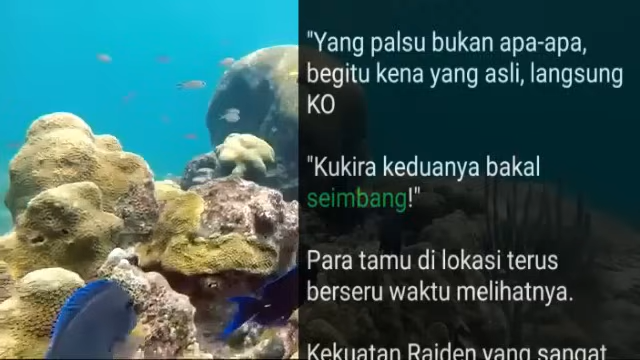 "Yang palsu bukan apa-apa,
begitu kena yang asli, langsung
KO
"Kukira keduanya bakal
seimbang!"
Para tamu di lokasi terus
berseru waktu melihatnya.
Kekuatan Raiden yang sangat